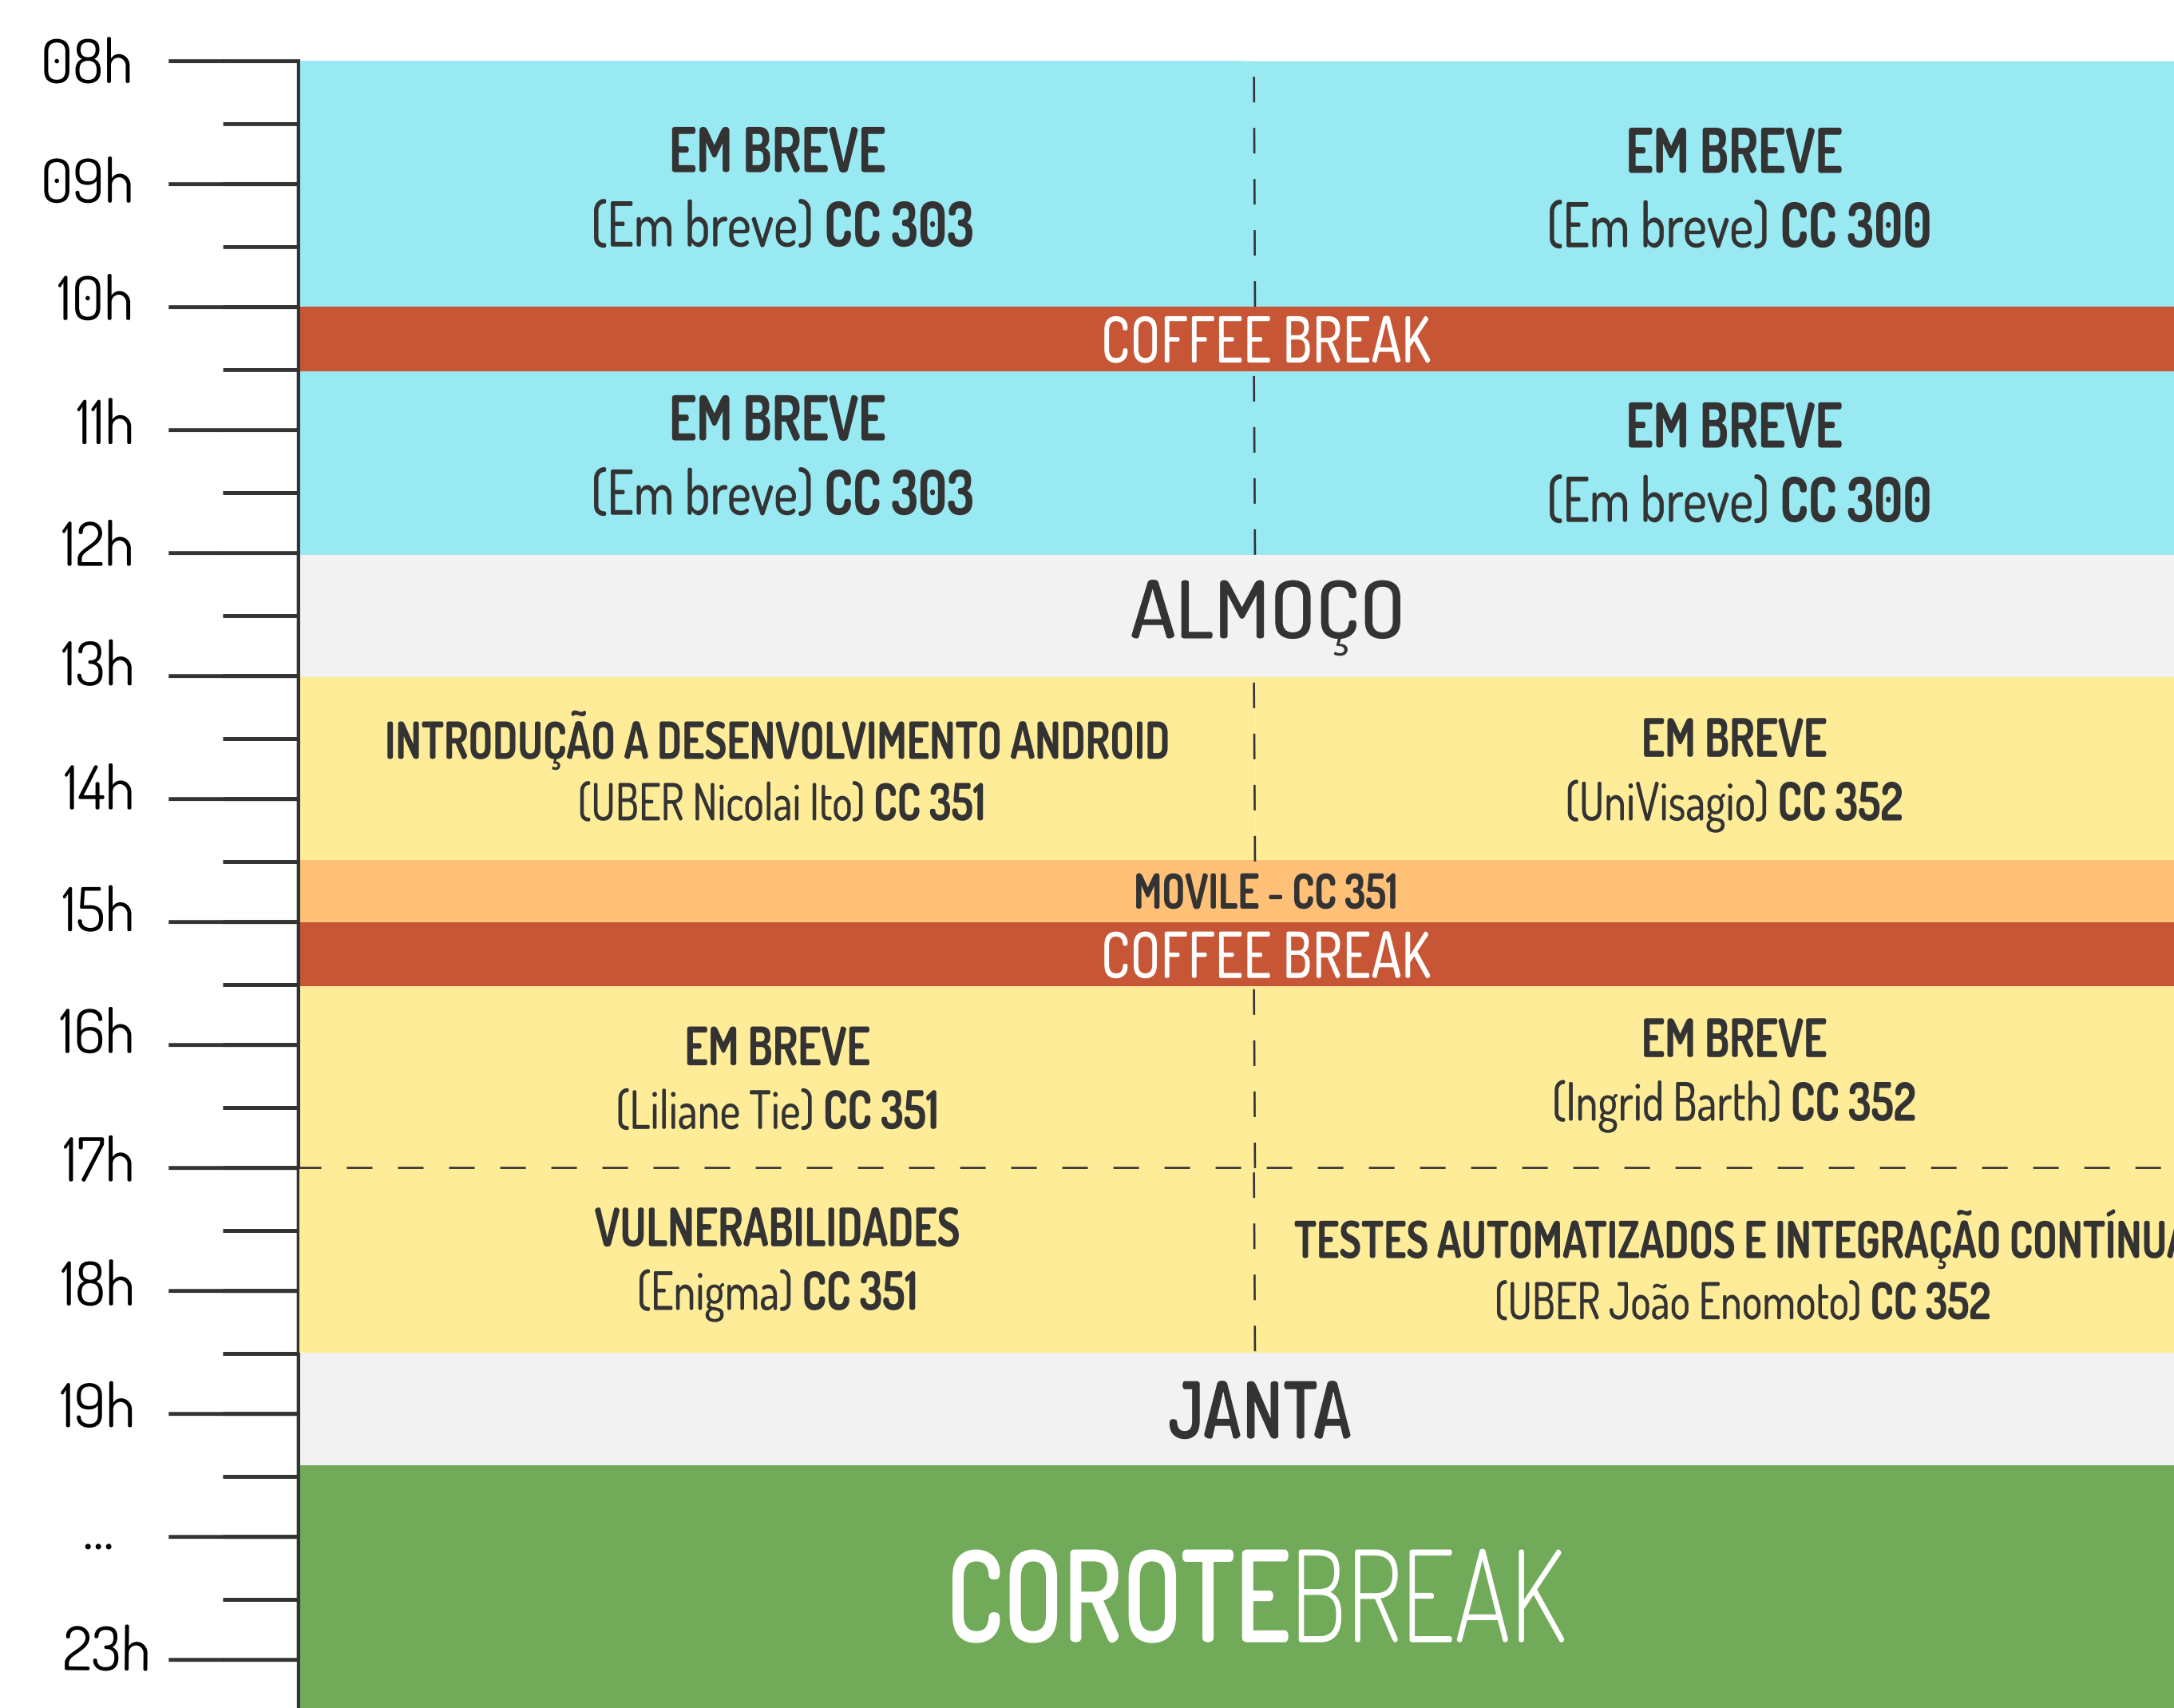 08h
EM BREVE
(Em breve) CC 303
EM BREVE
(Em breve) CC 300
09h
10h
COFFEE BREAK
11h
EM BREVE
(Em breve) CC 303
EM BREVE
(Em breve) CC 300
12h
ALMOÇO
13h
INTRODUÇÃO A DESENVOLVIMENTO ANDROID
(UBER Nicolai Ito) CC 351
EM BREVE
(UniVisagio) CC 352
14h
MOVILE - CC 351
15h
COFFEE BREAK
16h
EM BREVE
(Liliane Tie) CC 351
EM BREVE
(Ingrid Barth) CC 352
17h
VULNERABILIDADES
(Enigma) CC 351
TESTES AUTOMATIZADOS E INTEGRAÇÃO CONTÍNUA
(UBER João Enomoto) CC 352
18h
JANTA
19h
...
COROTEBREAK
23h